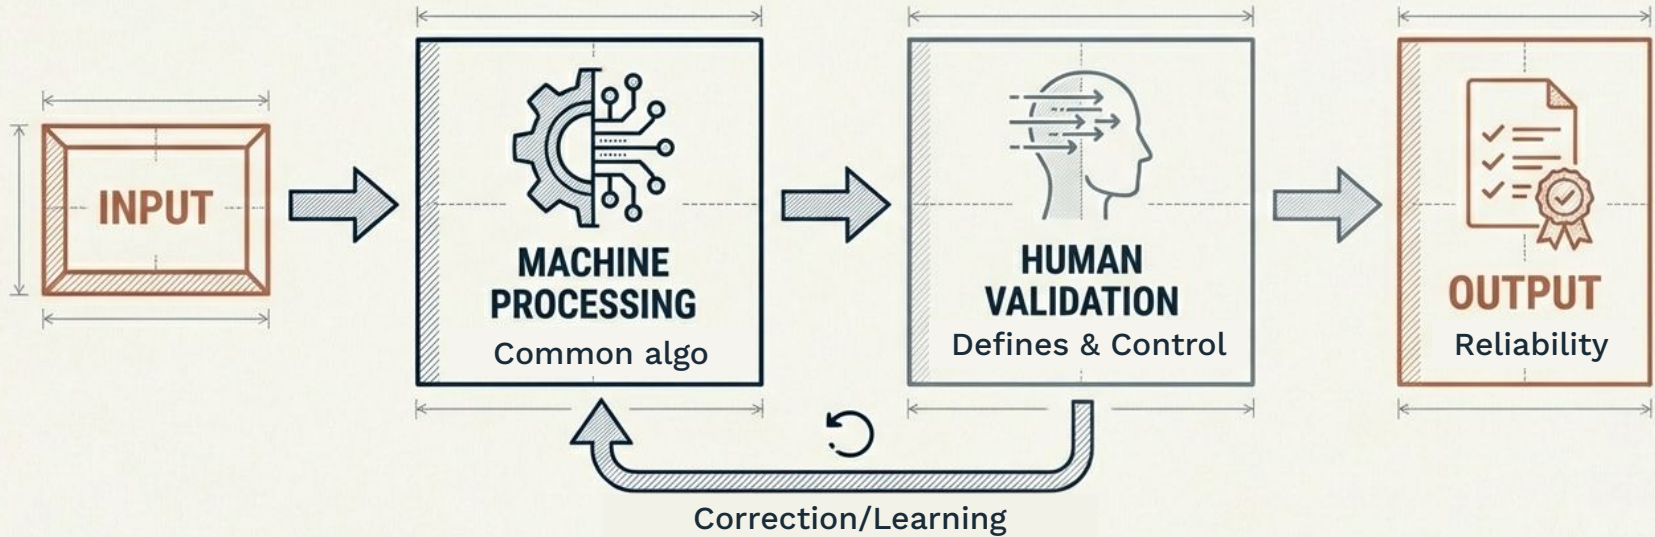 INPUT
MACHINE
PROCESSING
Common algo
HUMAN
VALIDATION
Defines & Control
OUTPUT
Reliability
Correction/Learning